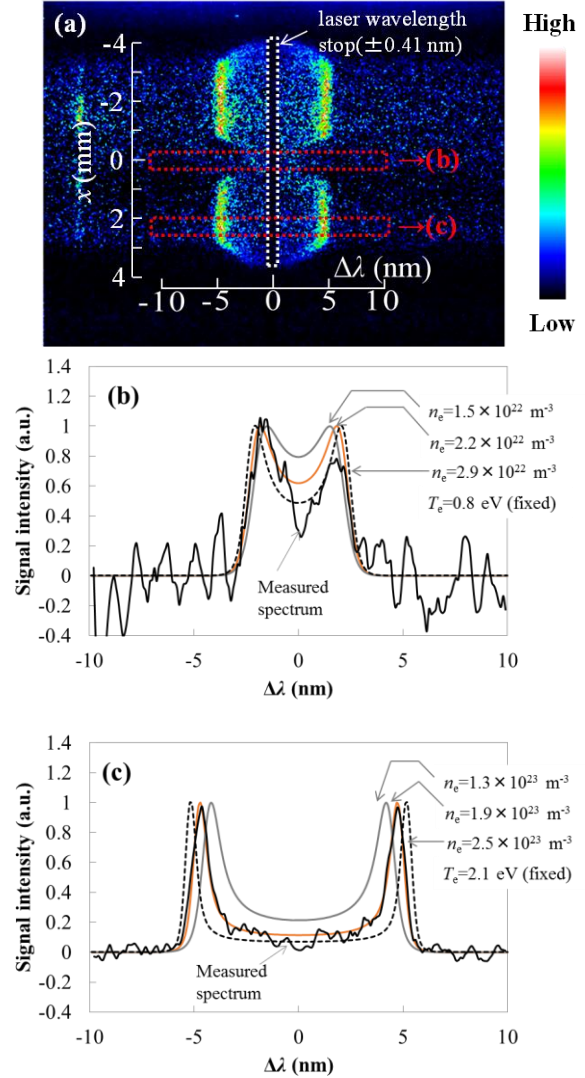 (a)
laser wavelength
stop(±0.41 nm)
High
Low
-4
-2
0
2
4
x (mm)
→(b)
→(c)
Δλ (nm)
-10 -5 0 5 10
(b)
1.4
1.2
1
0.8
0.6
0.4
0.2
0
-0.2
-0.4
Signal intensity (a.u.)
nₑ=1.5×10²² m⁻³
nₑ=2.2×10²² m⁻³
nₑ=2.9×10²² m⁻³
Tₑ=0.8 eV (fixed)
Measured
spectrum
-10 -5 0 5 10
Δλ (nm)
(c)
1.4
1.2
1
0.8
0.6
0.4
0.2
0
-0.2
-0.4
Signal intensity (a.u.)
nₑ=1.3×10²³ m⁻³
nₑ=1.9×10²³ m⁻³
nₑ=2.5×10²³ m⁻³
Tₑ=2.1 eV (fixed)
Measured
spectrum
-10 -5 0 5 10
Δλ (nm)